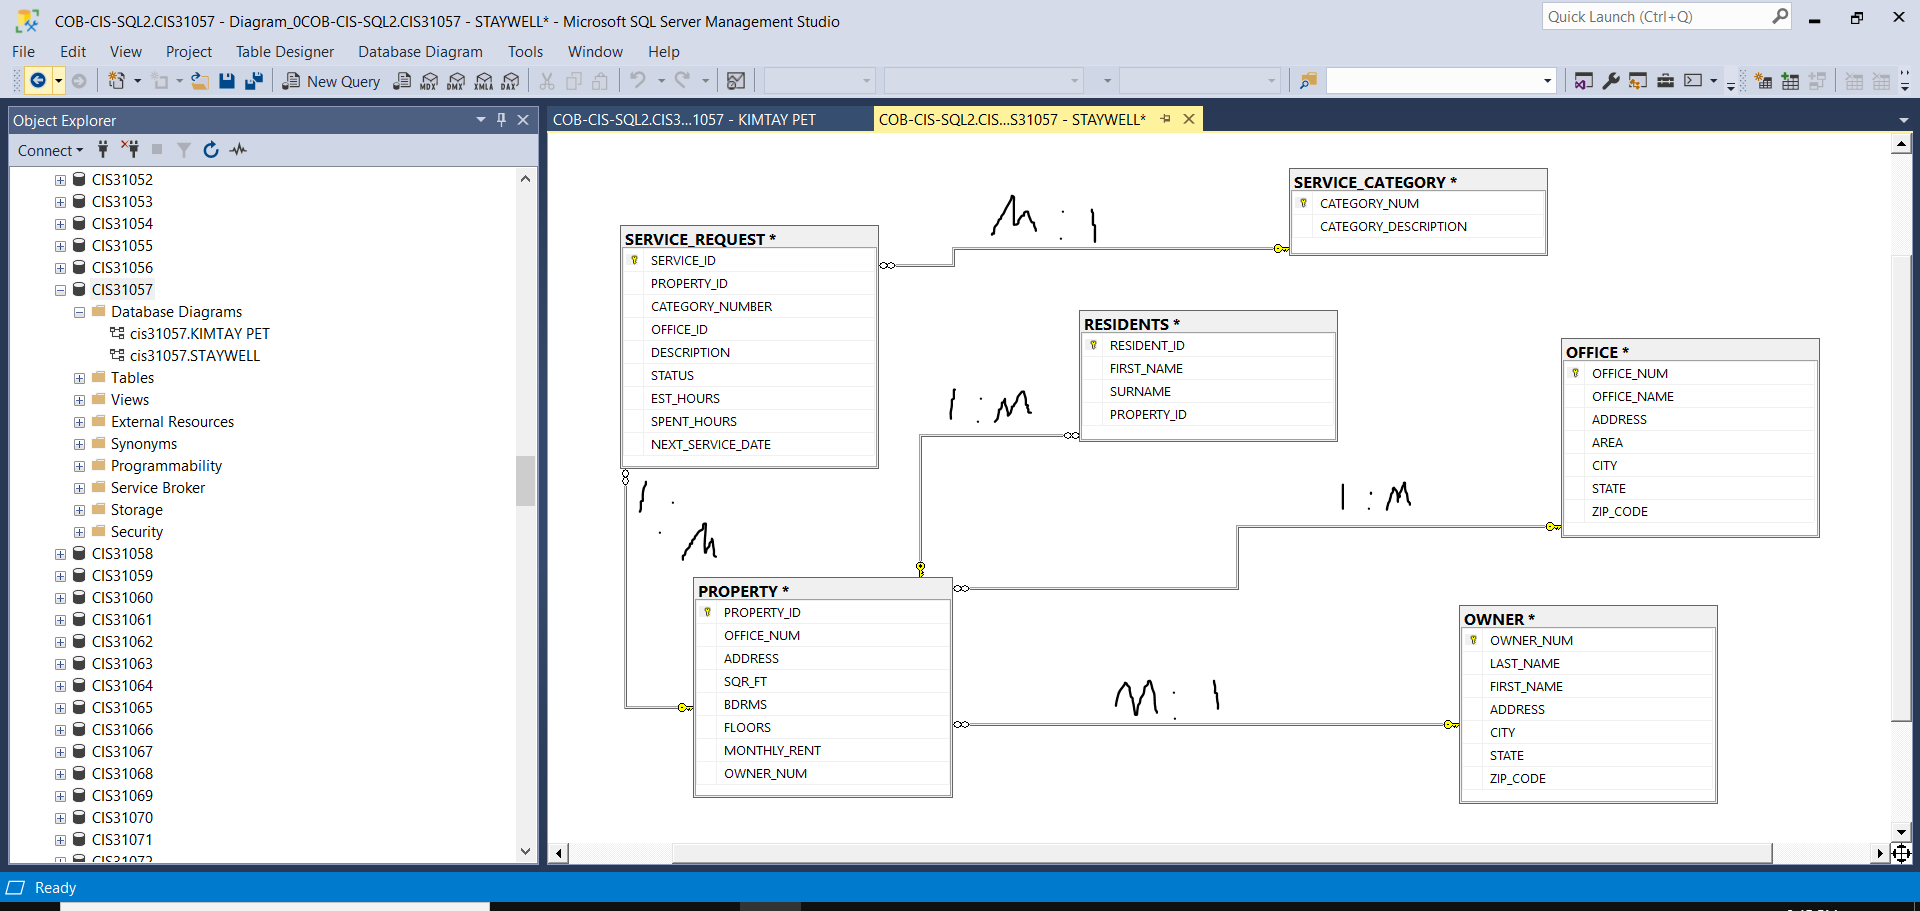 COB-CIS-SQL2.CIS31057 - Diagram_0COB-CIS-SQL2.CIS31057 - STAYWELL* - Microsoft SQL Server Management Studio
Quick Launch (Ctrl+Q)
File Edit View Project Table Designer Database Diagram Tools Window Help
New Query MDX DMX XMLA DAX
Object Explorer
Connect
CIS31052
CIS31053
CIS31054
CIS31055
CIS31056
CIS31057
Database Diagrams
cis31057.KIMTAY PET
cis31057.STAYWELL
Tables
Views
External Resources
Synonyms
Programmability
Service Broker
Storage
Security
CIS31058
CIS31059
CIS31060
CIS31061
CIS31062
CIS31063
CIS31064
CIS31065
CIS31066
CIS31067
CIS31068
CIS31069
CIS31070
CIS31071
CIS31072
COB-CIS-SQL2.CIS3...1057 - KIMTAY PET
COB-CIS-SQL2.CIS...S31057 - STAYWELL*
SERVICE_REQUEST *
SERVICE_ID
PROPERTY_ID
CATEGORY_NUMBER
OFFICE_ID
DESCRIPTION
STATUS
EST_HOURS
SPENT_HOURS
NEXT_SERVICE_DATE
M : 1
SERVICE_CATEGORY *
CATEGORY_NUM
CATEGORY_DESCRIPTION
RESIDENTS *
RESIDENT_ID
FIRST_NAME
SURNAME
PROPERTY_ID
1 : M
OFFICE *
OFFICE_NUM
OFFICE_NAME
ADDRESS
AREA
CITY
STATE
ZIP_CODE
1 : M
1 :
M
PROPERTY *
PROPERTY_ID
OFFICE_NUM
ADDRESS
SQR_FT
BDRMS
FLOORS
MONTHLY_RENT
OWNER_NUM
M : 1
OWNER *
OWNER_NUM
LAST_NAME
FIRST_NAME
ADDRESS
CITY
STATE
ZIP_CODE
Ready